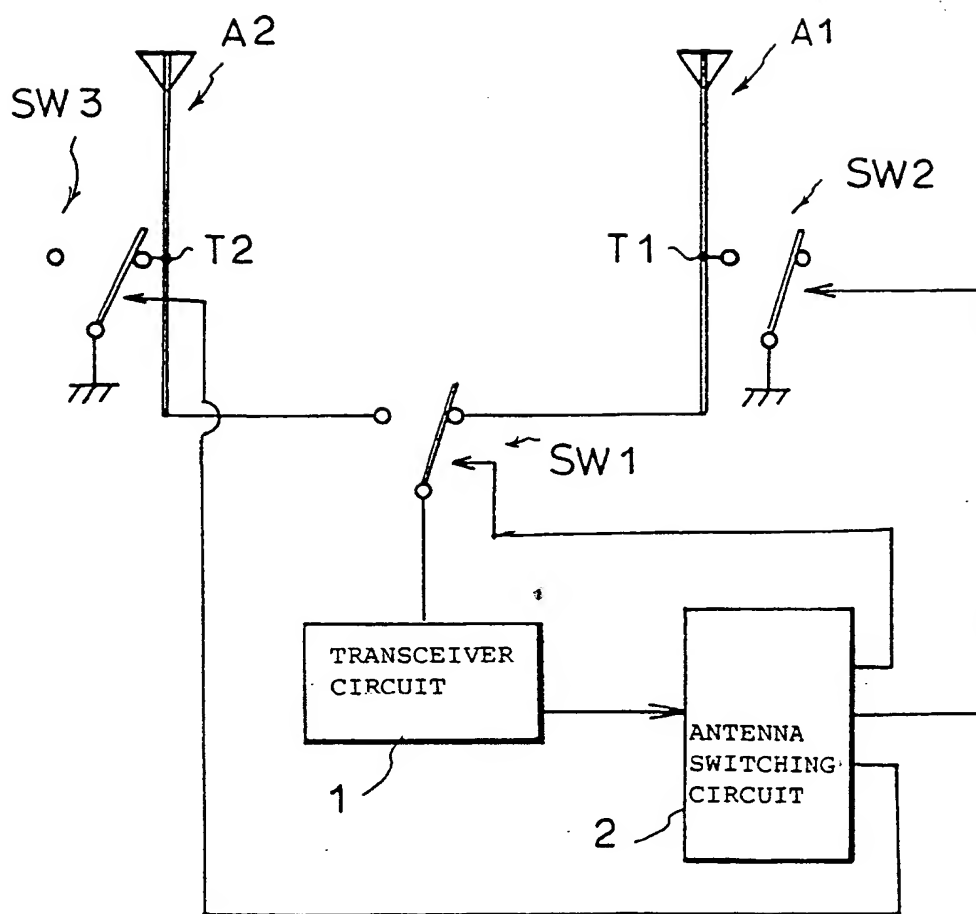 A2
A1
SW3
SW2
T2
T1
SW1
TRANSCEIVER
CIRCUIT
1
ANTENNA
SWITCHING
CIRCUIT
2